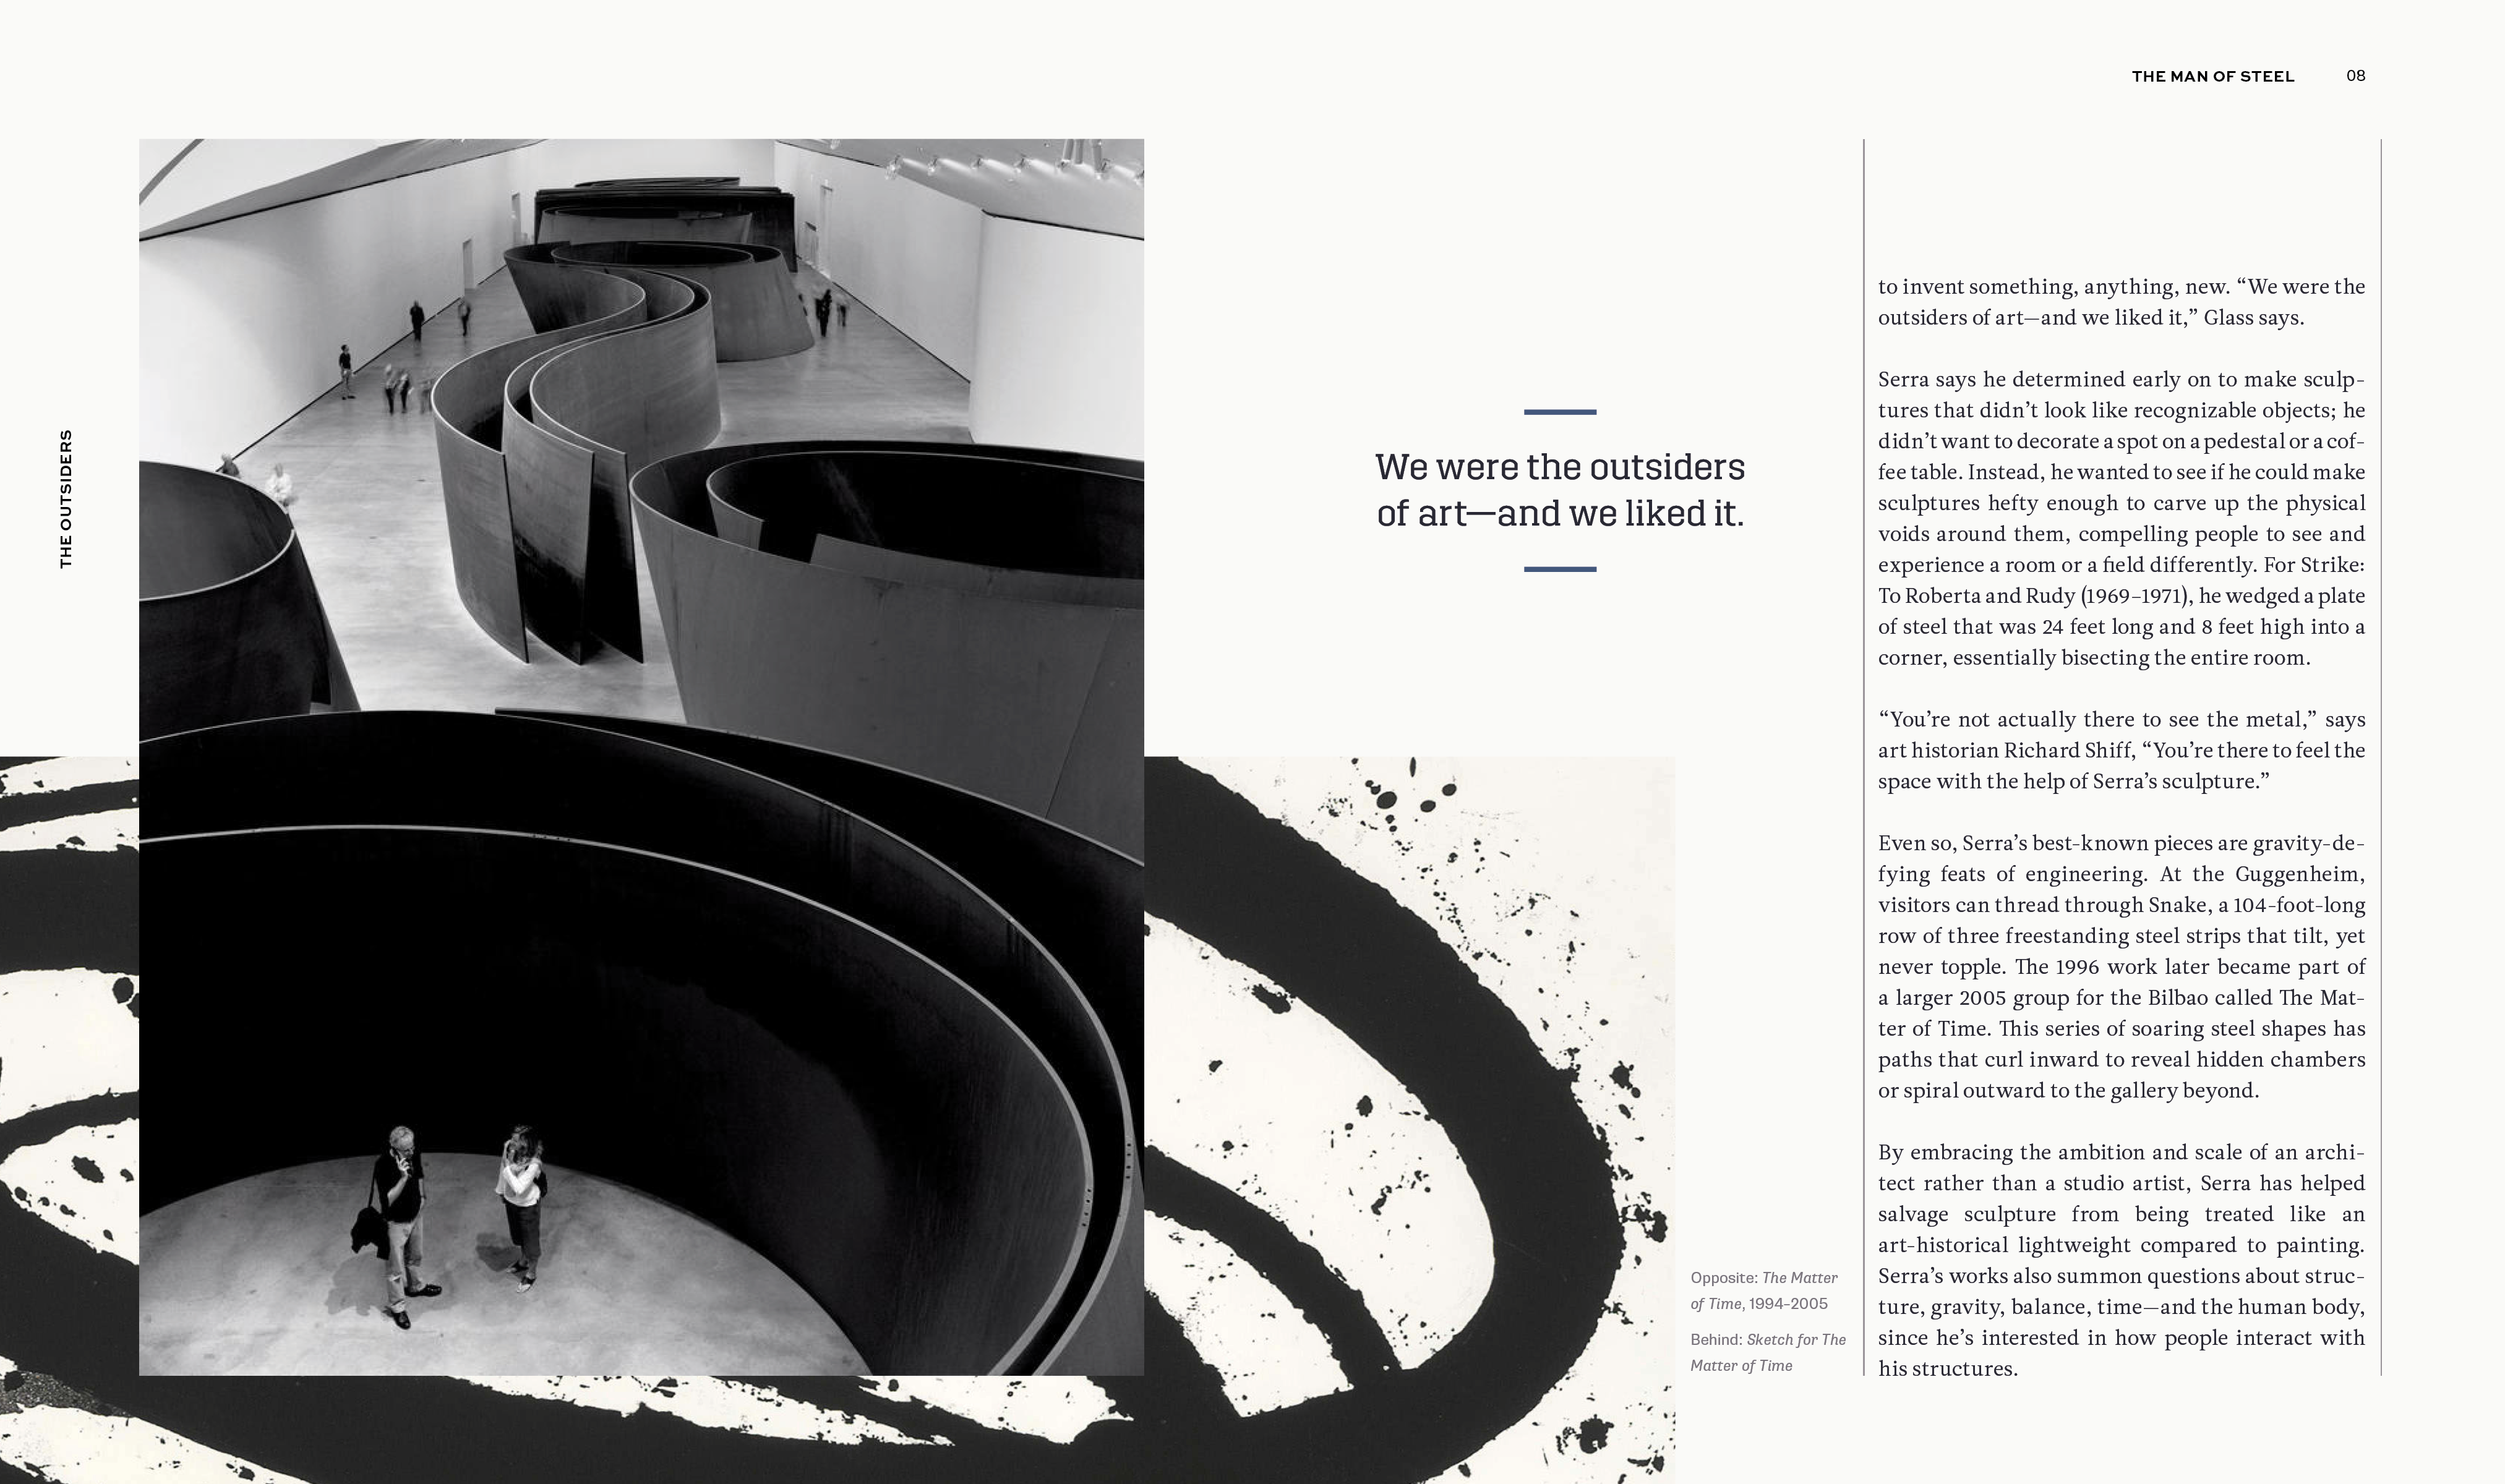 THE MAN OF STEEL 08
THE OUTSIDERS
We were the outsiders
of art—and we liked it.
to invent something, anything, new. “We were the
outsiders of art—and we liked it,” Glass says.
Serra says he determined early on to make sculp-
tures that didn’t look like recognizable objects; he
didn’t want to decorate a spot on a pedestal or a cof-
fee table. Instead, he wanted to see if he could make
sculptures hefty enough to carve up the physical
voids around them, compelling people to see and
experience a room or a field differently. For Strike:
To Roberta and Rudy (1969–1971), he wedged a plate
of steel that was 24 feet long and 8 feet high into a
corner, essentially bisecting the entire room.
“You’re not actually there to see the metal,” says
art historian Richard Shiff, “You’re there to feel the
space with the help of Serra’s sculpture.”
Even so, Serra’s best-known pieces are gravity-de-
fying feats of engineering. At the Guggenheim,
visitors can thread through Snake, a 104-foot-long
row of three freestanding steel strips that tilt, yet
never topple. The 1996 work later became part of
a larger 2005 group for the Bilbao called The Mat-
ter of Time. This series of soaring steel shapes has
paths that curl inward to reveal hidden chambers
or spiral outward to the gallery beyond.
By embracing the ambition and scale of an archi-
tect rather than a studio artist, Serra has helped
salvage sculpture from being treated like an
art-historical lightweight compared to painting.
Serra’s works also summon questions about struc-
ture, gravity, balance, time—and the human body,
since he’s interested in how people interact with
his structures.
Opposite: The Matter
of Time, 1994–2005
Behind: Sketch for The
Matter of Time